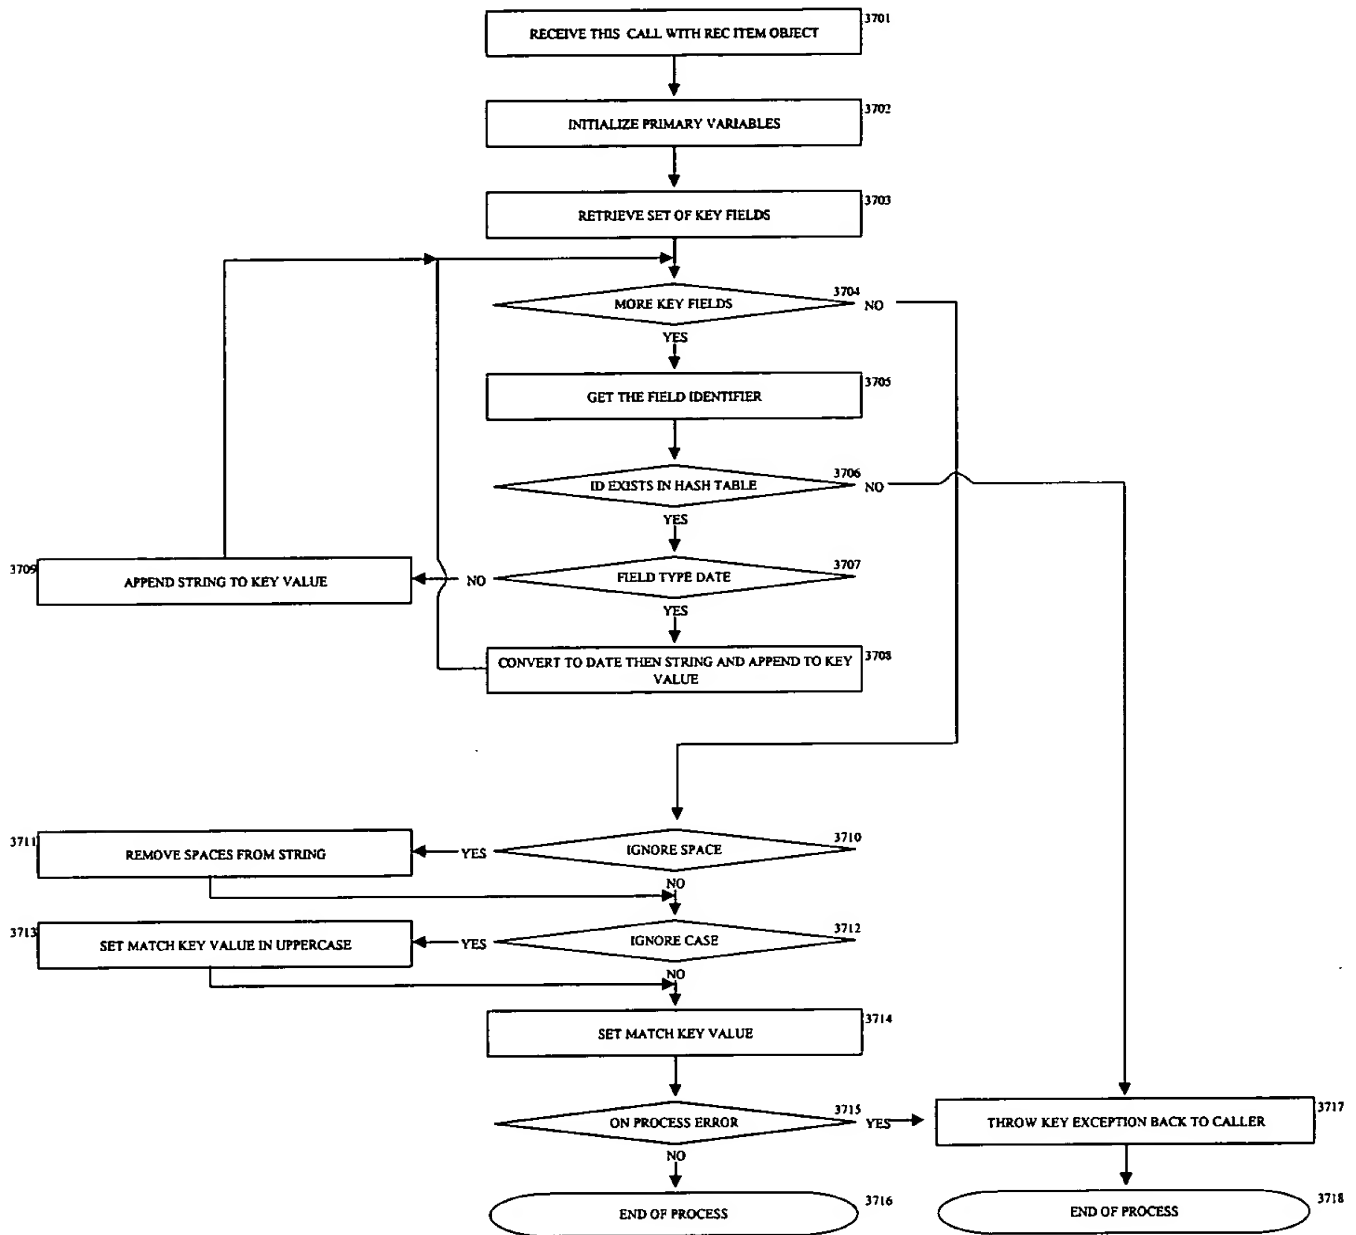 3701
RECEIVE THIS CALL WITH REC ITEM OBJECT
3702
INITIALIZE PRIMARY VARIABLES
3703
RETRIEVE SET OF KEY FIELDS
3704
MORE KEY FIELDS
NO
YES
3705
GET THE FIELD IDENTIFIER
3706
ID EXISTS IN HASH TABLE
NO
YES
3709
APPEND STRING TO KEY VALUE
NO
FIELD TYPE DATE
3707
YES
3708
CONVERT TO DATE THEN STRING AND APPEND TO KEY
VALUE
3711
REMOVE SPACES FROM STRING
YES
IGNORE SPACE
3710
NO
3713
SET MATCH KEY VALUE IN UPPERCASE
YES
IGNORE CASE
3712
NO
3714
SET MATCH KEY VALUE
3715
ON PROCESS ERROR
YES
THROW KEY EXCEPTION BACK TO CALLER
3717
NO
3716
END OF PROCESS
END OF PROCESS
3718